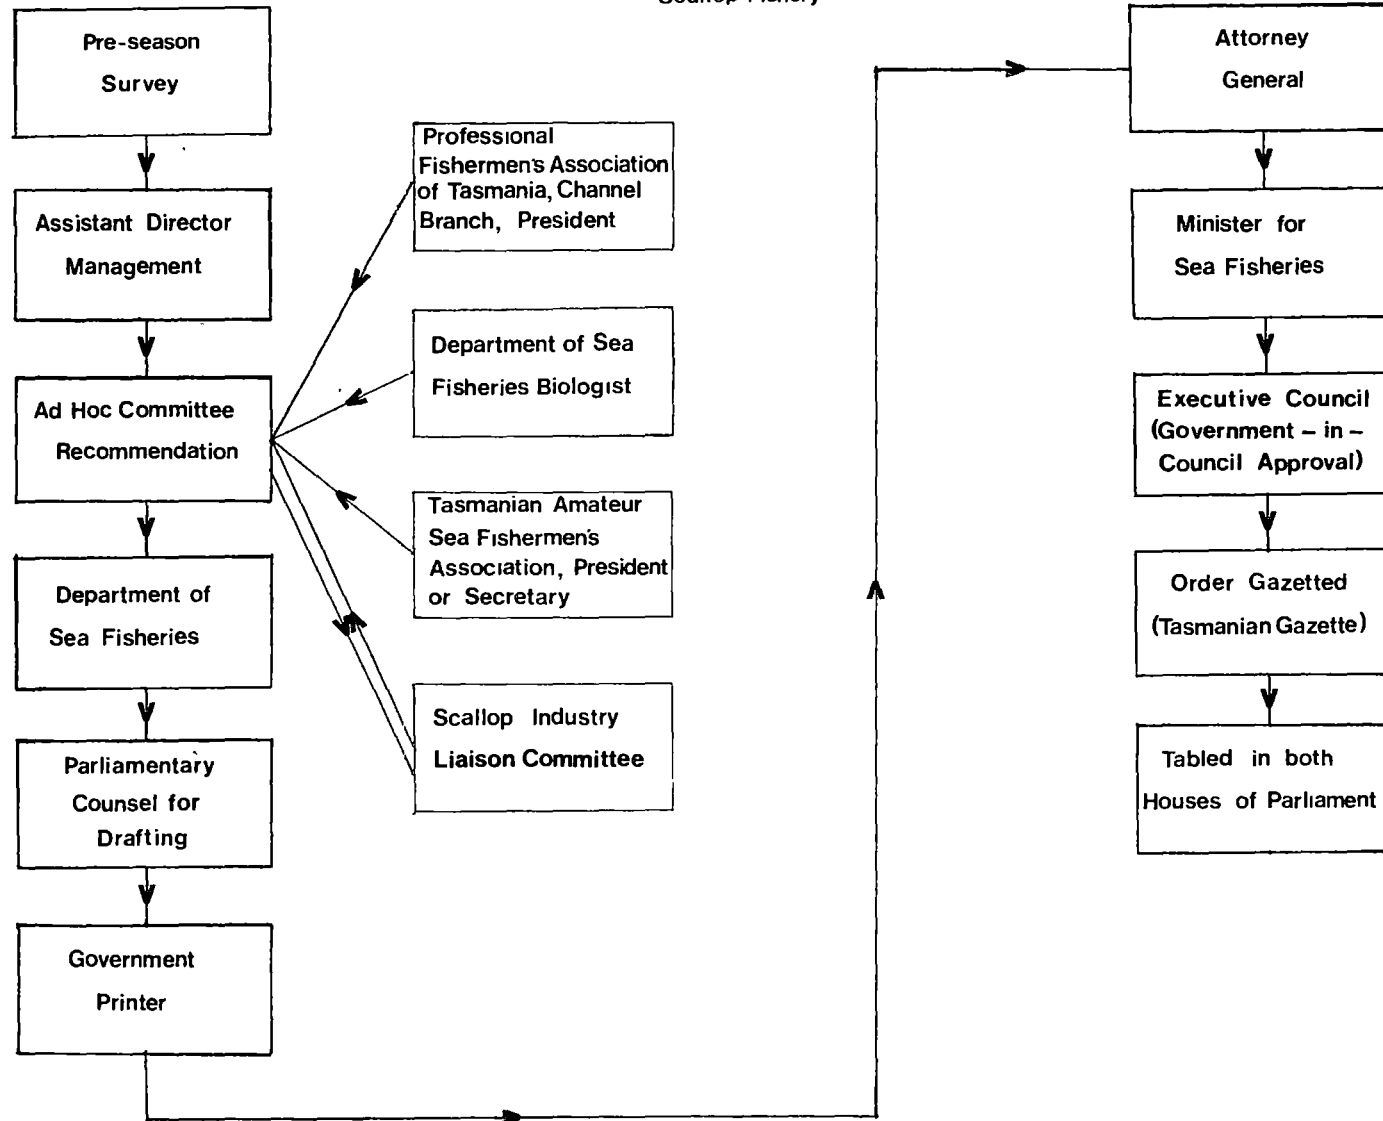 Pre-season
Survey
Assistant Director
Management
Ad Hoc Committee
Recommendation
Department of
Sea Fisheries
Parliamentary
Counsel for
Drafting
Government
Printer
Professional
Fishermen's Association
of Tasmania, Channel
Branch, President
Department of Sea
Fisheries Biologist
Tasmanian Amateur
Sea Fishermen's
Association, President
or Secretary
Scallop Industry
Liaison Committee
Attorney
General
Minister for
Sea Fisheries
Executive Council
(Government – in –
Council Approval)
Order Gazetted
(Tasmanian Gazette)
Tabled in both
Houses of Parliament